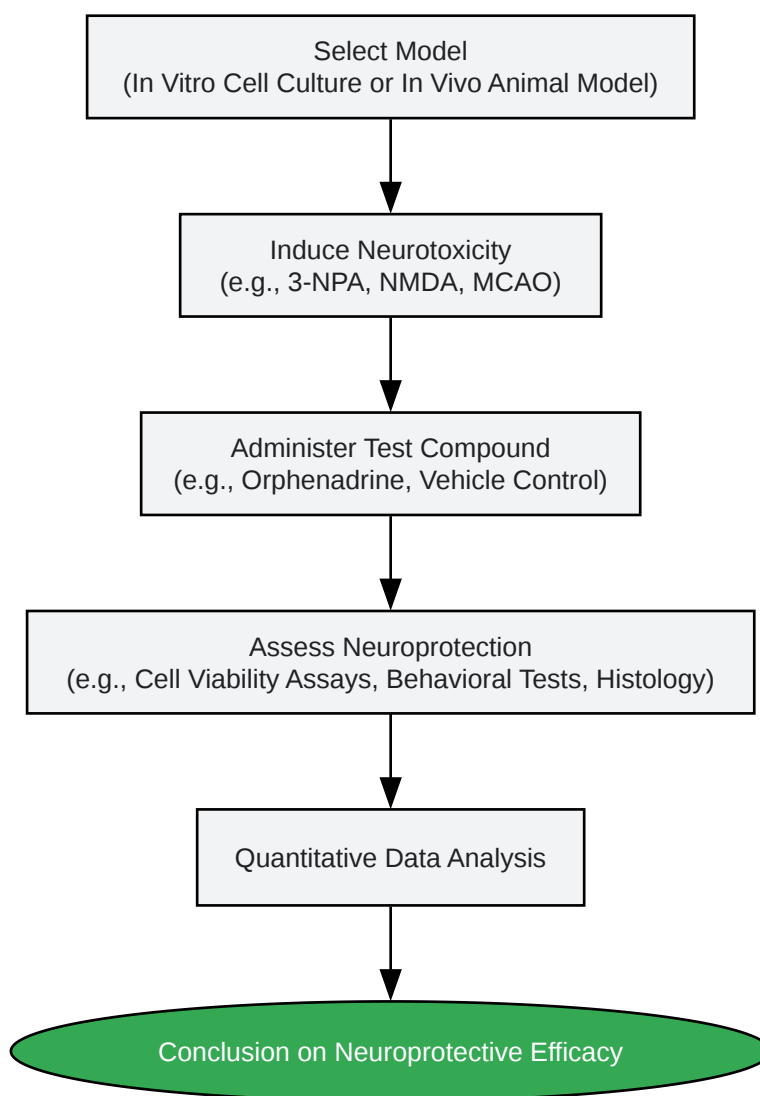 Select Model
(In Vitro Cell Culture or In Vivo Animal Model)
Induce Neurotoxicity
(e.g., 3-NPA, NMDA, MCAO)
Administer Test Compound
(e.g., Orphenadrine, Vehicle Control)
Assess Neuroprotection
(e.g., Cell Viability Assays, Behavioral Tests, Histology)
Quantitative Data Analysis
Conclusion on Neuroprotective Efficacy